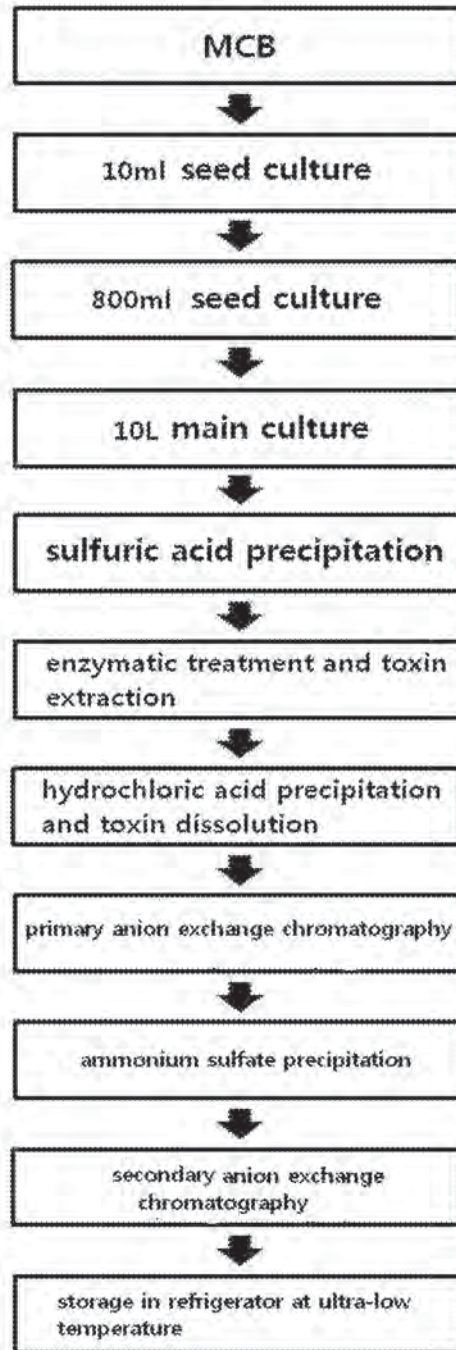 MCB
10ml seed culture
800ml seed culture
10L main culture
sulfuric acid precipitation
enzymatic treatment and toxin
extraction
hydrochloric acid precipitation
and toxin dissolution
primary anion exchange chromatography
ammonium sulfate precipitation
secondary anion exchange
chromatography
storage in refrigerator at ultra-low
temperature